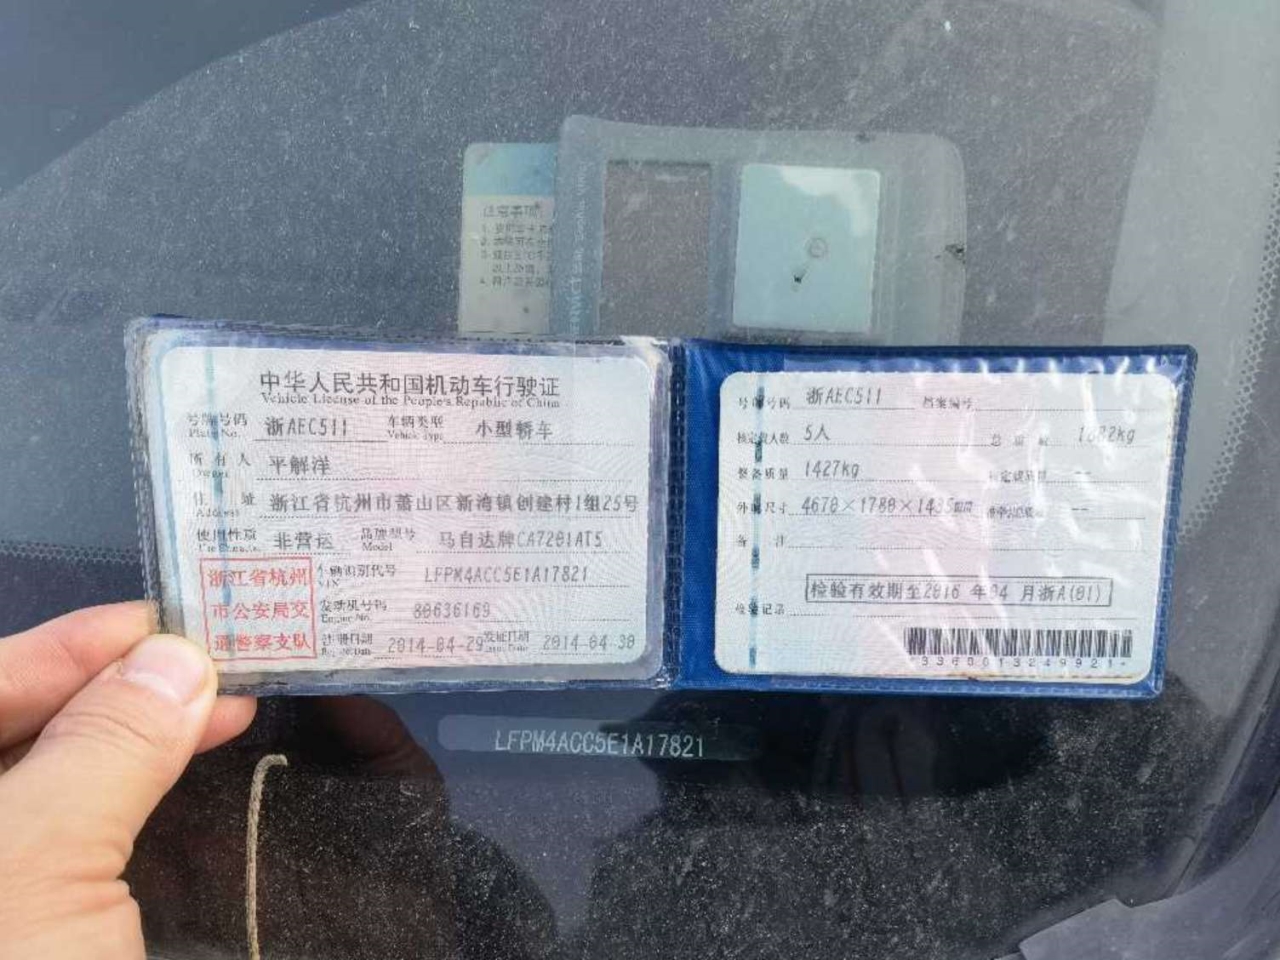 注意事项
中华人民共和国机动车行驶证
Vehicle License of the People's Republic of China
号牌号码 浙AEC511 车辆类型 小型轿车
Plate No. Vehicle Type
所有人 平解洋
Owner
住址 浙江省杭州市萧山区新湾镇创建村1组25号
Address
使用性质 非营运 品牌型号 马自达牌CA7201AT5
Use Character Model
浙江省杭州
市公安局交
通警察支队
车辆识别代号 LFPM4ACC5E1A17821
VIN
发动机号码 80636169
Engine No.
注册日期 2014-04-29 发证日期 2014-04-30
号牌号码 浙AEC511 档案编号
核定载人数 5人 总质量
整备质量 1427kg 核定载质量 --
外廓尺寸 4670×1780×1435mm --
备注
检验记录 检验有效期至2016年04月浙A(01)
LFPM4ACC5E1A17821